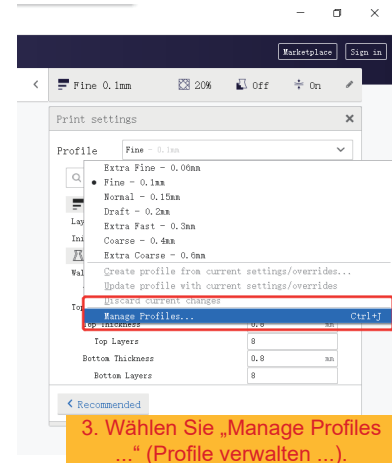 Marketplace Sign in
Fine 0.1mm 20% Off On
Print settings
Profile Fine - 0.1mm
Extra Fine - 0.06mm
Fine - 0.1mm
Normal - 0.15mm
Draft - 0.2mm
Extra Fast - 0.3mm
Coarse - 0.4mm
Extra Coarse - 0.6mm
Create profile from current settings/overrides...
Update profile with current settings/overrides
Discard current changes
Manage Profiles... Ctrl+J
Top Thickness 0.8 mm
Top Layers 8
Bottom Thickness 0.8 mm
Bottom Layers 8
Recommended
3. Wählen Sie „Manage Profiles
...“ (Profile verwalten ...).